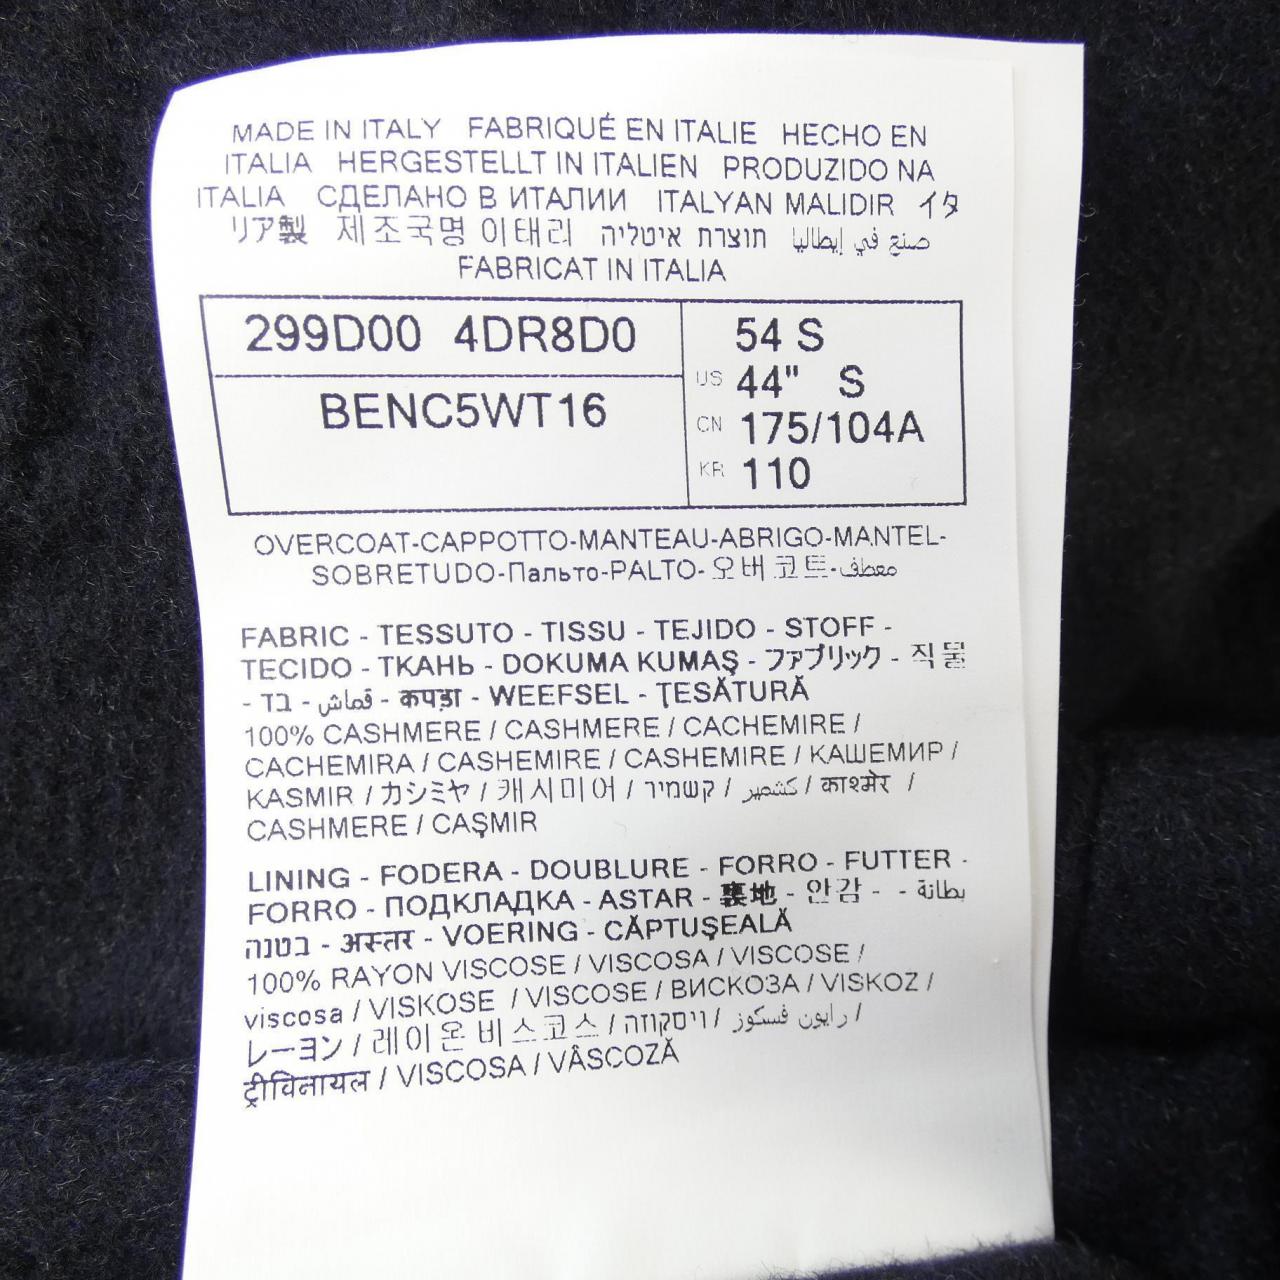 MADE IN ITALY FABRIQUÉ EN ITALIE HECHO EN
ITALIA HERGESTELLT IN ITALIEN PRODUZIDO NA
ITALIA СДЕЛАНО В ИТАЛИИ ITALYAN MALIDIR イタ
リア製 제조국명 이태리 תוצרת איטליה صنع في إيطاليا
FABRICAT IN ITALIA
299D00 4DR8D0
BENC5WT16
54 S
US 44" S
CN 175/104A
KR 110
OVERCOAT-CAPPOTTO-MANTEAU-ABRIGO-MANTEL-
SOBRETUDO-Пальто-PALTO-오버코트-معطف
FABRIC - TESSUTO - TISSU - TEJIDO - STOFF -
TECIDO - ТКАНЬ - DOKUMA KUMAŞ - ファブリック - 직물
- בד - قماش - कपड़ा - WEEFSEL - ŢESĂTURĂ
100% CASHMERE / CASHMERE / CACHEMIRE /
CACHEMIRA / CASHEMIRE / CASHEMIRE / КАШЕМИР /
KASMIR / カシミヤ / 캐시미어 / קשמיר / كشمير / काश्मेर /
CASHMERE / CAŞMIR
LINING - FODERA - DOUBLURE - FORRO - FUTTER -
FORRO - ПОДКЛАДКА - ASTAR - 裏地 - 안감 - - بطانة
בטנה - अस्तर - VOERING - CĂPTUŞEALĂ
100% RAYON VISCOSE / VISCOSA / VISCOSE /
viscosa / VISKOSE / VISCOSE / ВИСКОЗА / VISKOZ /
レーヨン / 레이온 비스코스 / ויסקוזה / رايون فسكوز /
ट्रीविनायल / VISCOSA / VÂSCOZĂ